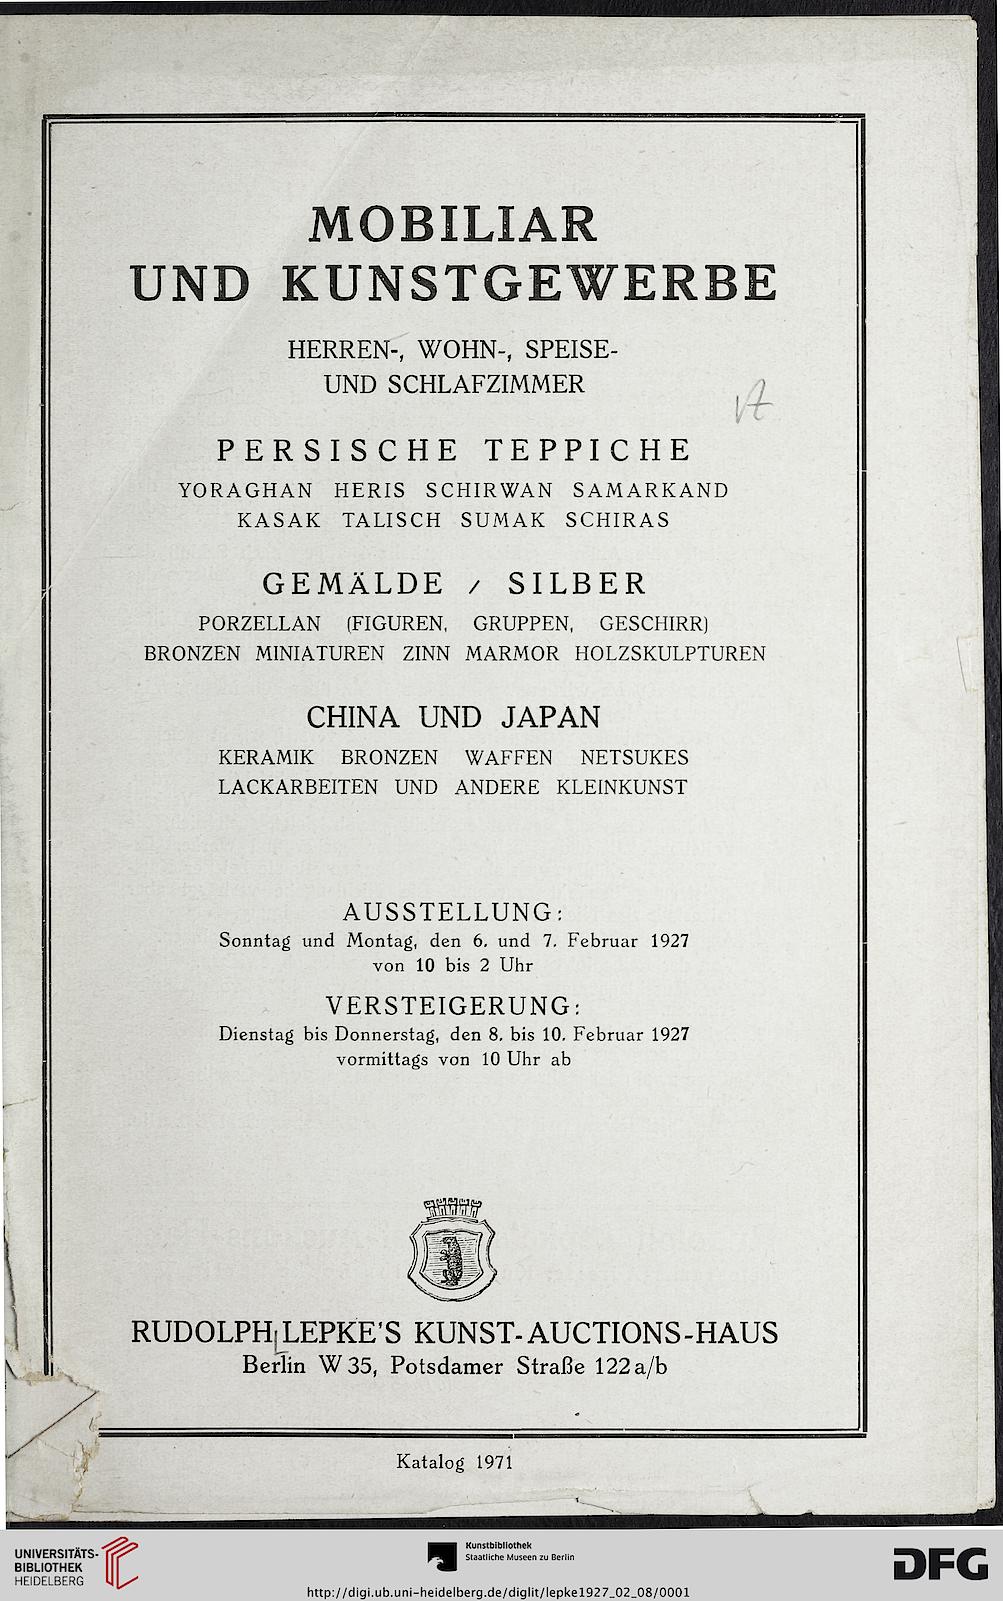 MOBILIAR
UND KUNSTGEWERBE
HERREN-, WOHN-, SPEISE-
UND SCHLAFZIMMER
PERSISCHE TEPPICHE
YORAGHAN HERIS SCHIRWAN SAMARKAND
KASAK TALISCH SUMAK SCHIRAS
GEMÄLDE / SILBER
PORZELLAN (FIGUREN, GRUPPEN, GESCHIRR)
BRONZEN MINIATUREN ZINN MARMOR HOLZSKULPTUREN
CHINA UND JAPAN
KERAMIK BRONZEN WAFFEN NETSUKES
LACKARBEITEN UND ANDERE KLEINKUNST
AUSSTELLUNG:
Sonntag und Montag, den 6. und 7. Februar 1927
von 10 bis 2 Uhr
VERSTEIGERUNG:
Dienstag bis Donnerstag, den 8. bis 10. Februar 1927
vormittags von 10 Uhr ab
RUDOLPH LEPKE'S KUNST-AUCTIONS-HAUS
Berlin W 35, Potsdamer Straße 122 a/b
Katalog 1971
UNIVERSITÄTS-
BIBLIOTHEK
HEIDELBERG
Kunstbibliothek
Staatliche Museen zu Berlin
DFG
http://digi.ub.uni-heidelberg.de/diglit/lepke1927_02_08/0001